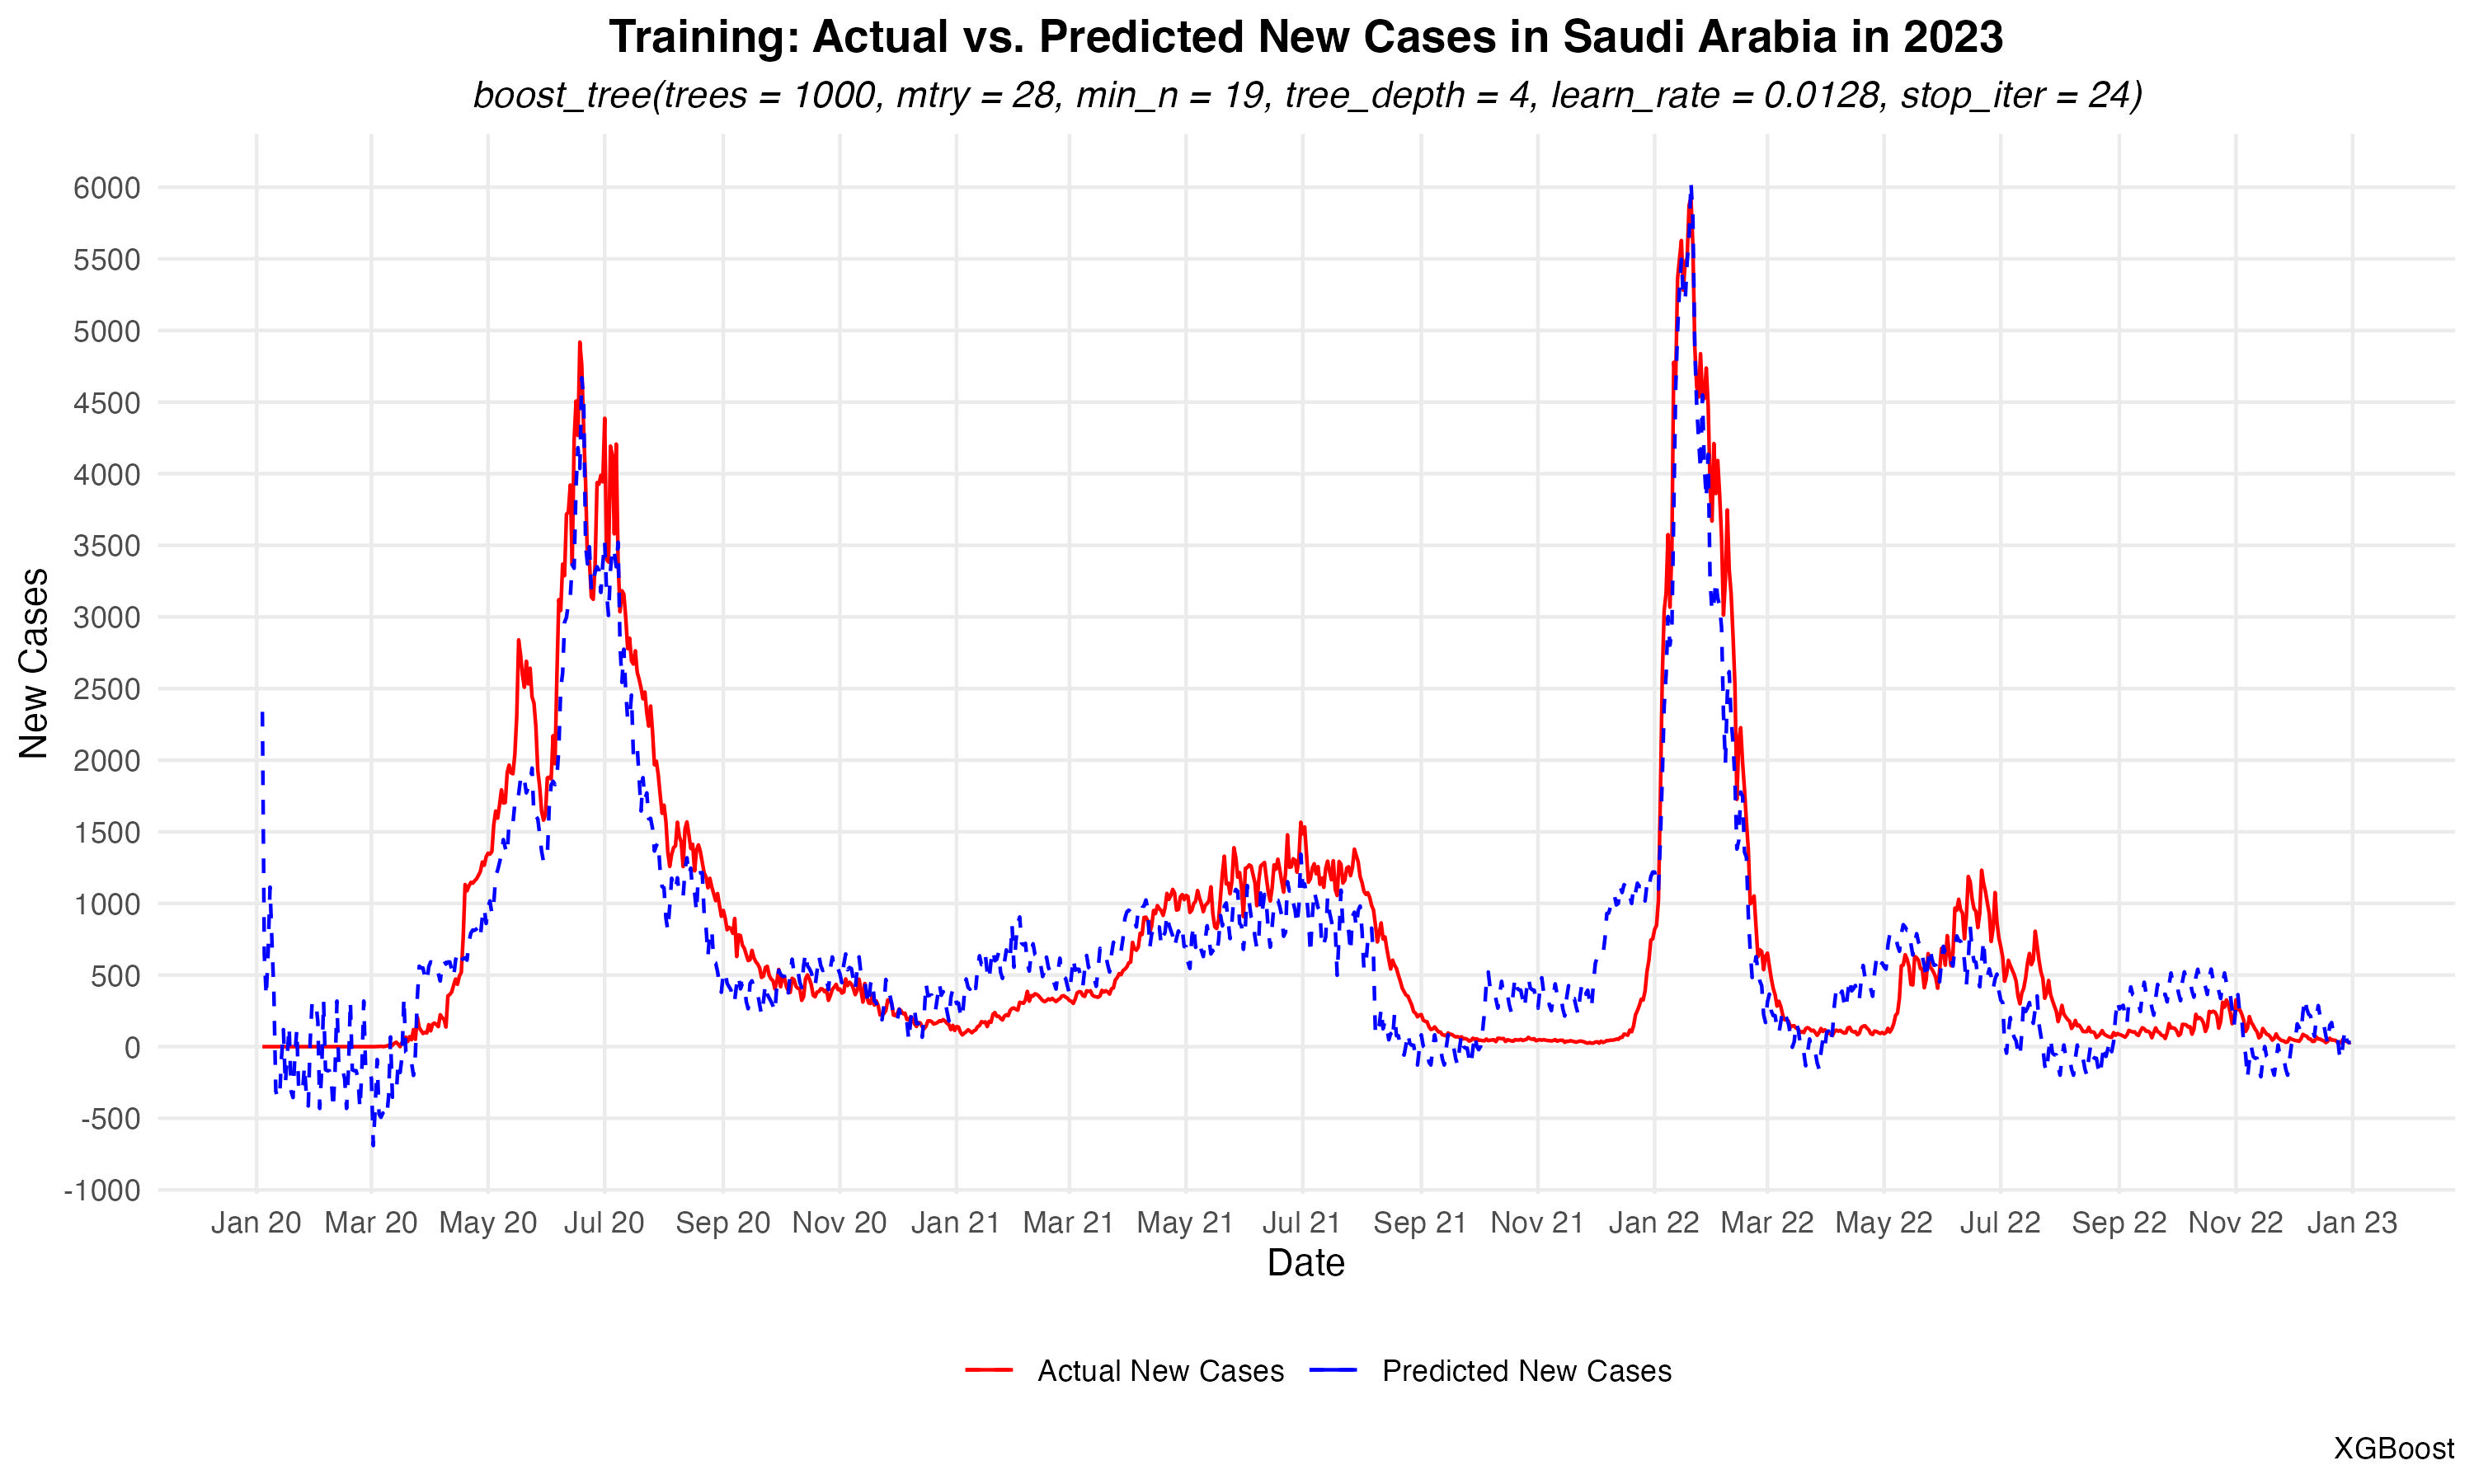 Training: Actual vs. Predicted New Cases in Saudi Arabia in 2023
boost_tree(trees = 1000, mtry = 28, min_n = 19, tree_depth = 4, learn_rate = 0.0128, stop_iter = 24)
New Cases
6000
5500
5000
4500
4000
3500
3000
2500
2000
1500
1000
500
0
-500
-1000
Jan 20 Mar 20 May 20 Jul 20 Sep 20 Nov 20 Jan 21 Mar 21 May 21 Jul 21 Sep 21 Nov 21 Jan 22 Mar 22 May 22 Jul 22 Sep 22 Nov 22 Jan 23
Date
Actual New Cases Predicted New Cases
XGBoost